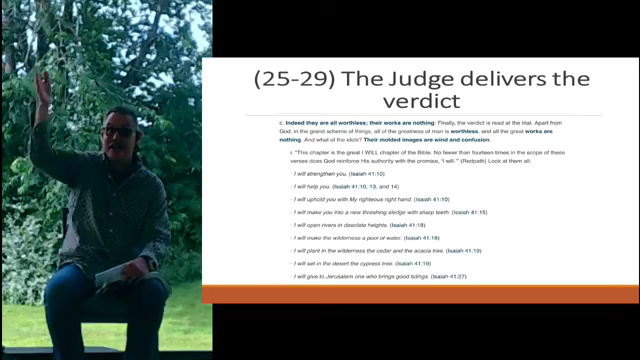 (25-29) The Judge delivers the
verdict
c. Indeed they are all worthless; their works are nothing: Finally, the verdict is read at the trial. Apart from
God, in the grand scheme of things, all of the greatness of man is worthless, and all the great works are
nothing. And what of the idols? Their molded images are wind and confusion.
i. "This chapter is the great I WILL chapter of the Bible. No fewer than fourteen times in the scope of these
verses does God reinforce His authority with the promise, 'I will.'" (Redpath) Look at them all:
· I will strengthen you. (Isaiah 41:10)
· I will help you. (Isaiah 41:10, 13, and 14)
· I will uphold you with My righteous right hand. (Isaiah 41:10)
· I will make you into a new threshing sledge with sharp teeth. (Isaiah 41:15)
· I will open rivers in desolate heights. (Isaiah 41:18)
· I will make the wilderness a pool of water. (Isaiah 41:18)
· I will plant in the wilderness the cedar and the acacia tree. (Isaiah 41:19)
· I will set in the desert the cypress tree. (Isaiah 41:19)
· I will give to Jerusalem one who brings good tidings. (Isaiah 41:27)